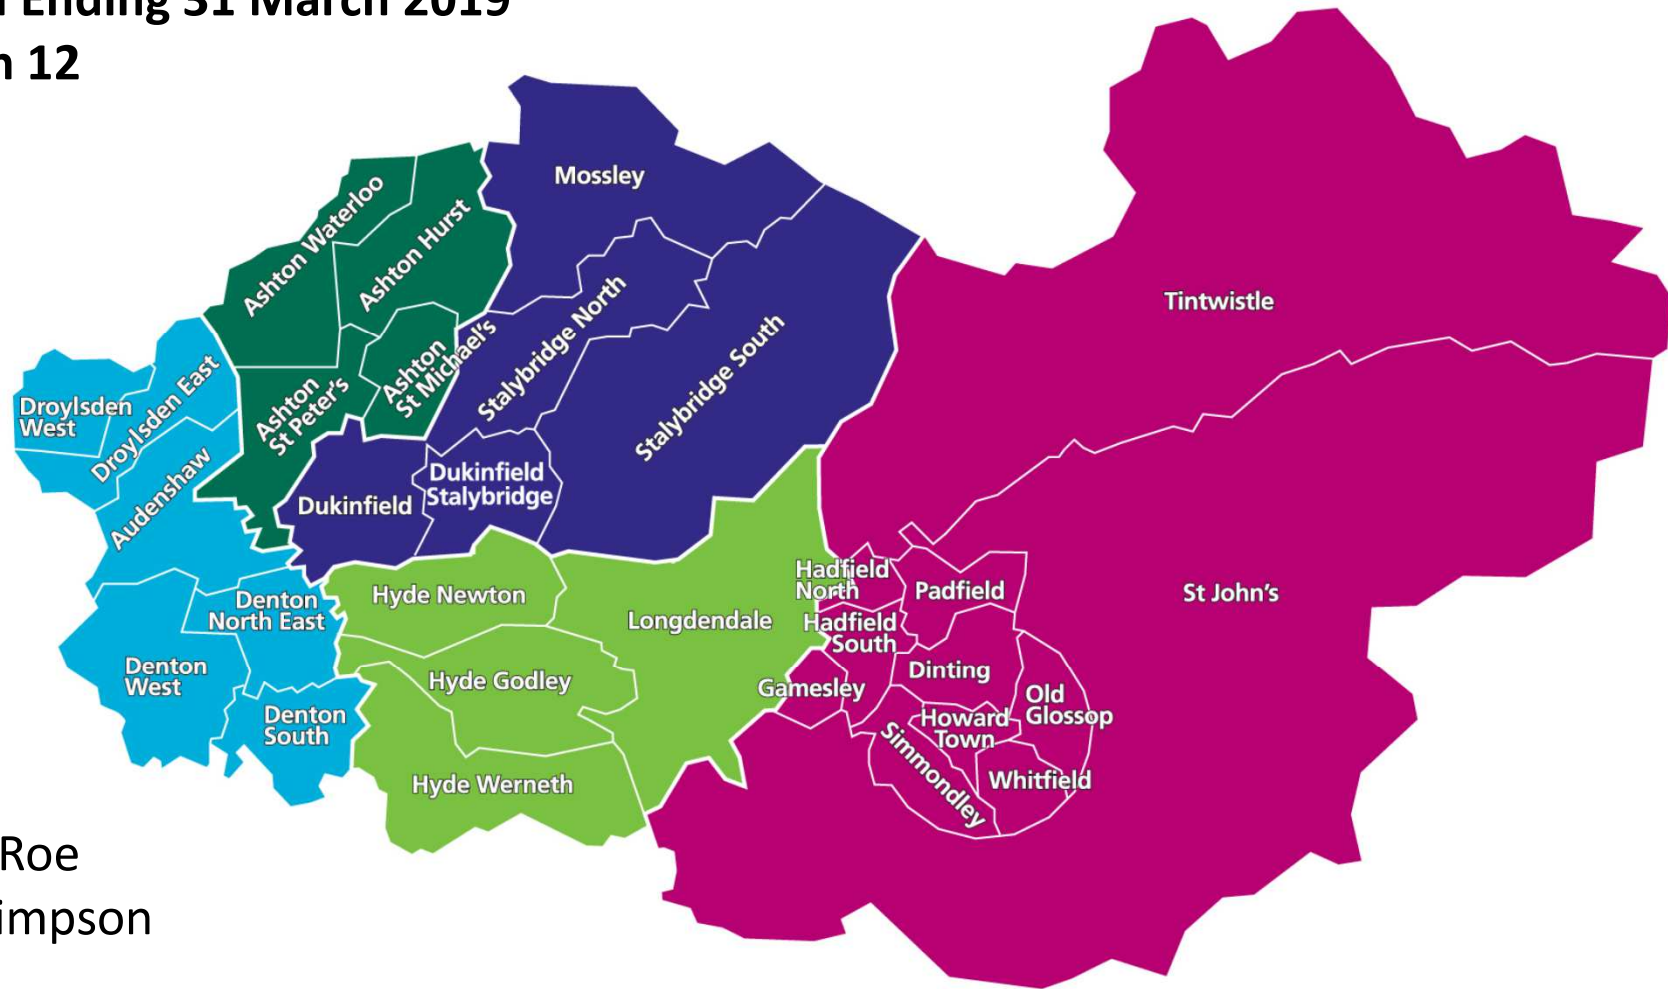 Ending 31 March 2019
12
Mossley
Ashton Waterloo
Ashton Hurst
Tintwistle
Stalybridge North
Stalybridge South
Ashton
St Michael's
Ashton
St Peter's
Droylsden
West
Droylsden East
Audenshaw
Dukinfield
Stalybridge
Dukinfield
Hadfield
North
Padfield
St John's
Hyde Newton
Denton
North East
Longdendale
Hadfield
South
Denton
West
Hyde Godley
Gamesley
Dinting
Old
Glossop
Denton
South
Howard
Town
Simmondley
Whitfield
Hyde Werneth
Roe
impson